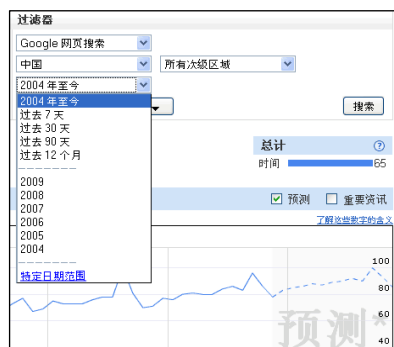 过滤器
Google 网页搜索
中国 所有次级区域
2004 年至今
2004 年至今
过去 7 天
过去 30 天
过去 90 天
过去 12 个月
搜索
总计
时间 65
2009
2008
2007
2006
2005
2004
特定日期范围
预测 重要资讯
了解这些数字的含义
100
80
60
40
预测*